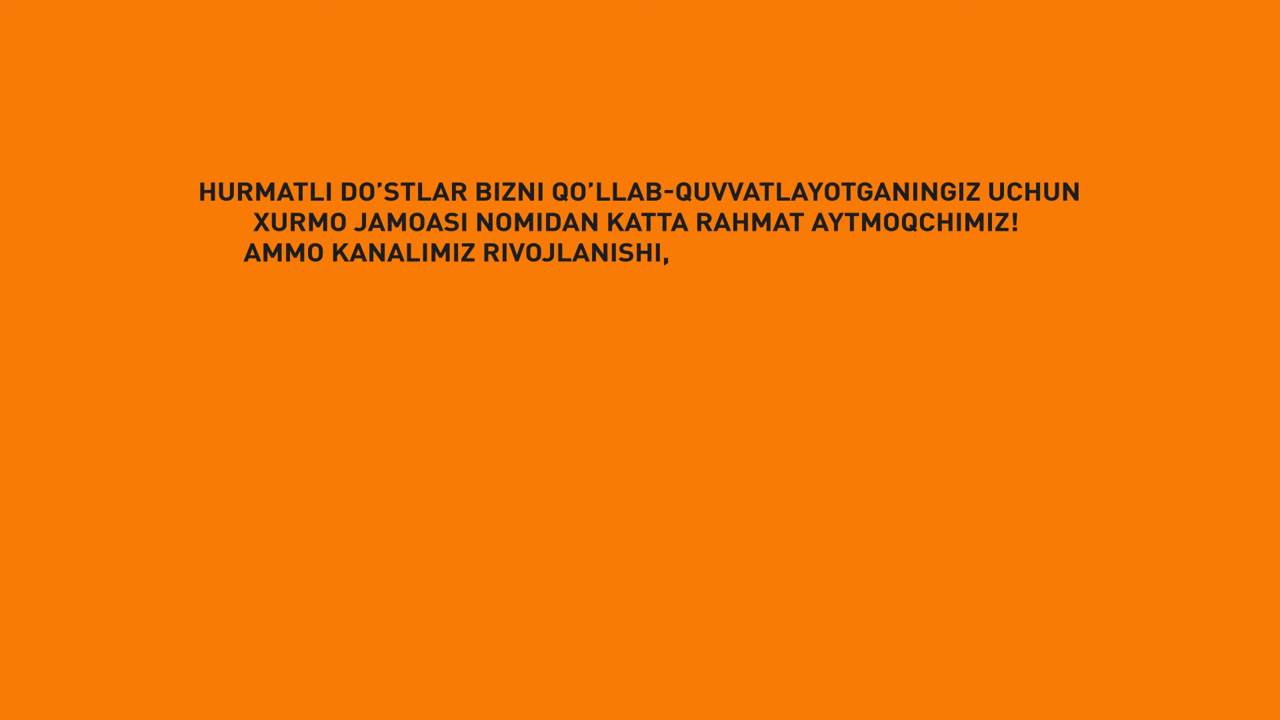 HURMATLI DO’STLAR BIZNI QO’LLAB-QUVVATLAYOTGANINGIZ UCHUN
XURMO JAMOASI NOMIDAN KATTA RAHMAT AYTMOQCHIMIZ!
AMMO KANALIMIZ RIVOJLANISHI,